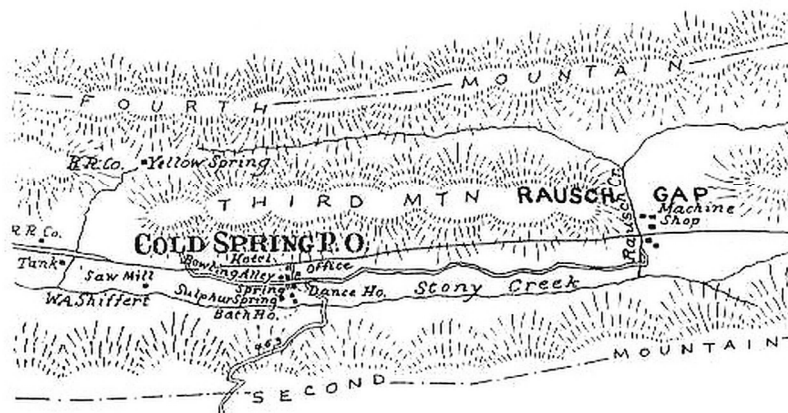 FOURTH MOUNTAIN
R.R.Co. Yellow Spring
THIRD MTN
RAUSCH GAP
Rausch Cr.
Machine
Shop
R.R.Co.
COLD SPRING P.O.
Hotel
Bowling Alley Office
Tank
Saw Mill
Spring
Sulphur Spring
Dance Ho.
Stony Creek
W.A. Shiffert
Bath Ho.
463
SECOND MOUNTAIN